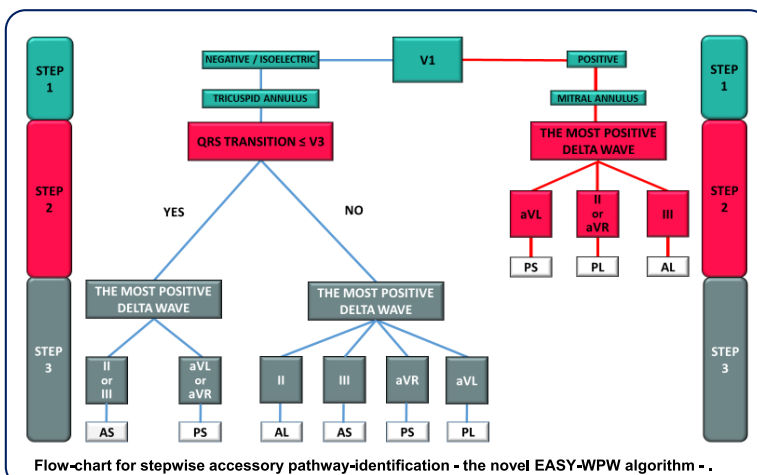 STEP
1
NEGATIVE / ISOELECTRIC
V1
POSITIVE
STEP
1
TRICUSPID ANNULUS
MITRAL ANNULUS
STEP
2
QRS TRANSITION ≤ V3
THE MOST POSITIVE
DELTA WAVE
STEP
2
YES
NO
aVL
II
or
aVR
III
PS
PL
AL
STEP
3
THE MOST POSITIVE
DELTA WAVE
THE MOST POSITIVE
DELTA WAVE
STEP
3
II
or
III
aVL
or
aVR
II
III
aVR
aVL
AS
PS
AL
AS
PS
PL
Flow-chart for stepwise accessory pathway-identification - the novel EASY-WPW algorithm - .